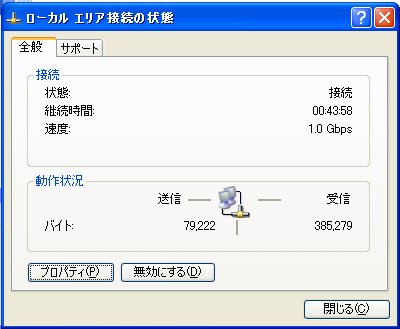 ローカル エリア接続の状態
全般
サポート
接続
状態: 接続
継続時間: 00:43:58
速度: 1.0 Gbps
動作状況
送信 受信
バイト: 79,222 385,279
プロパティ(P) 無効にする(D)
閉じる(C)